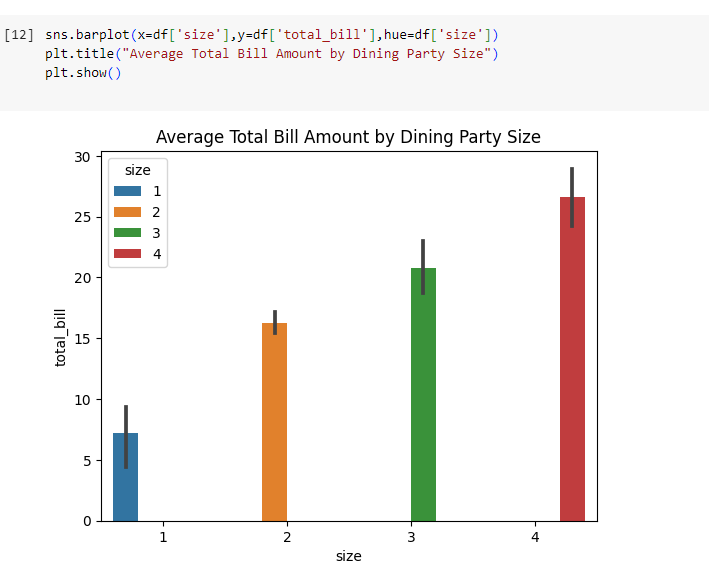 [12] sns.barplot(x=df['size'],y=df['total_bill'],hue=df['size'])
plt.title("Average Total Bill Amount by Dining Party Size")
plt.show()
Average Total Bill Amount by Dining Party Size
30
25
20
15
10
5
0
total_bill
size
1
2
3
4
1 2 3 4
size